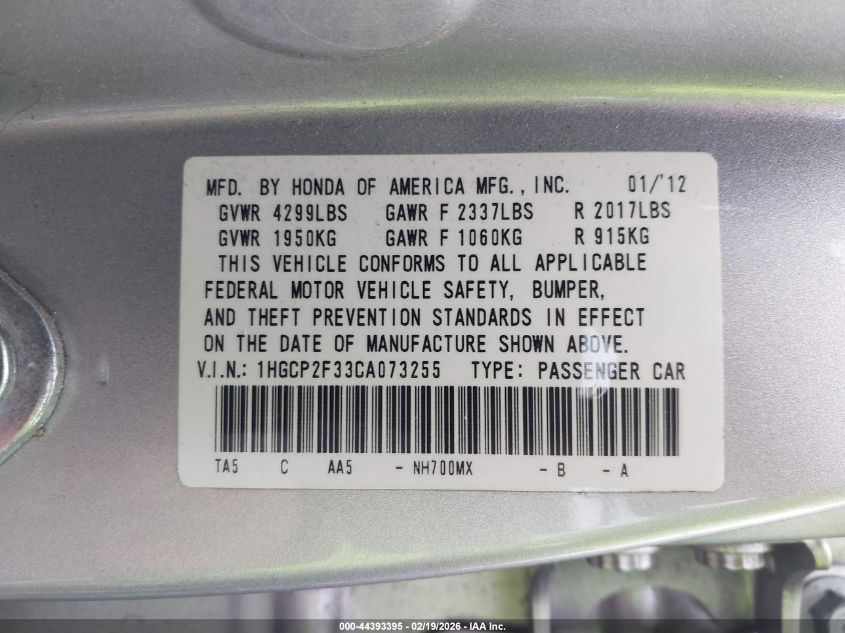 MFD. BY HONDA OF AMERICA MFG., INC. 01/'12
GVWR 4299LBS GAWR F 2337LBS R 2017LBS
GVWR 1950KG GAWR F 1060KG R 915KG
THIS VEHICLE CONFORMS TO ALL APPLICABLE
FEDERAL MOTOR VEHICLE SAFETY, BUMPER,
AND THEFT PREVENTION STANDARDS IN EFFECT
ON THE DATE OF MANUFACTURE SHOWN ABOVE.
V.I.N.: 1HGCP2F33CA073255 TYPE: PASSENGER CAR
TA5 C AA5 - NH700MX - B - A
000-44393395 - 02/19/2026 - IAA Inc.